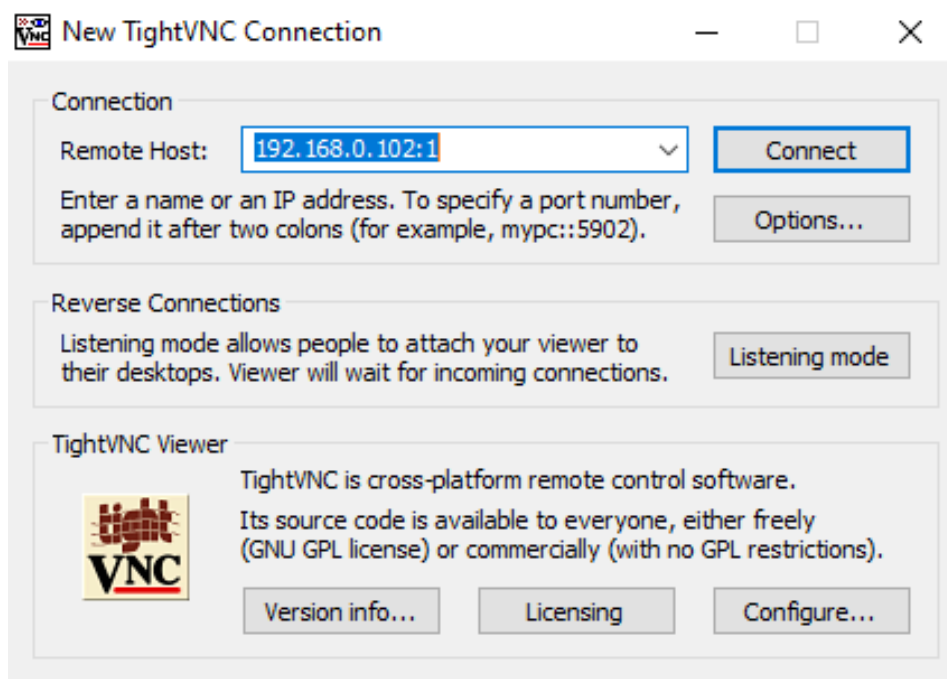 New TightVNC Connection
Connection
Remote Host: 192.168.0.102:1 Connect
Enter a name or an IP address. To specify a port number,
append it after two colons (for example, mypc::5902).
Options...
Reverse Connections
Listening mode allows people to attach your viewer to
their desktops. Viewer will wait for incoming connections.
Listening mode
TightVNC Viewer
tight
VNC
TightVNC is cross-platform remote control software.
Its source code is available to everyone, either freely
(GNU GPL license) or commercially (with no GPL restrictions).
Version info... Licensing Configure...